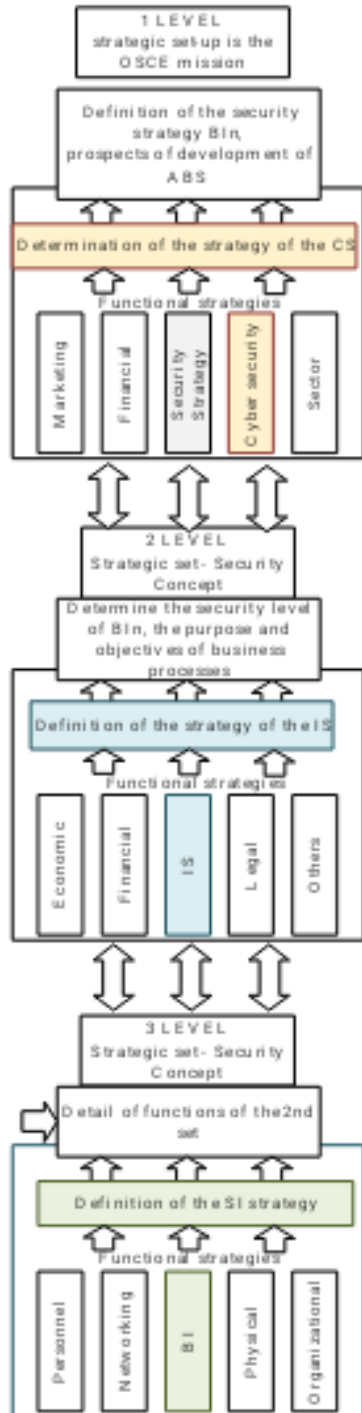 1 LEVEL
strategic set-up is the
OSCE mission
Definition of the security
strategy BIn,
prospects of development of
ABS
Determination of the strategy of the CS
Functional strategies
Marketing
Financial
Security
Strategy
Cyber security
Sector
2 LEVEL
Strategic set- Security
Concept
Determine the security level
of BIn, the purpose and
objectives of business
processes
Definition of the strategy of the IS
Functional strategies
Economic
Financial
IS
Legal
Others
3 LEVEL
Strategic set- Security
Concept
Detail of functions of the 2nd
set
Definition of the SI strategy
Functional strategies
Personnel
Networking
BI
Physical
Organizational